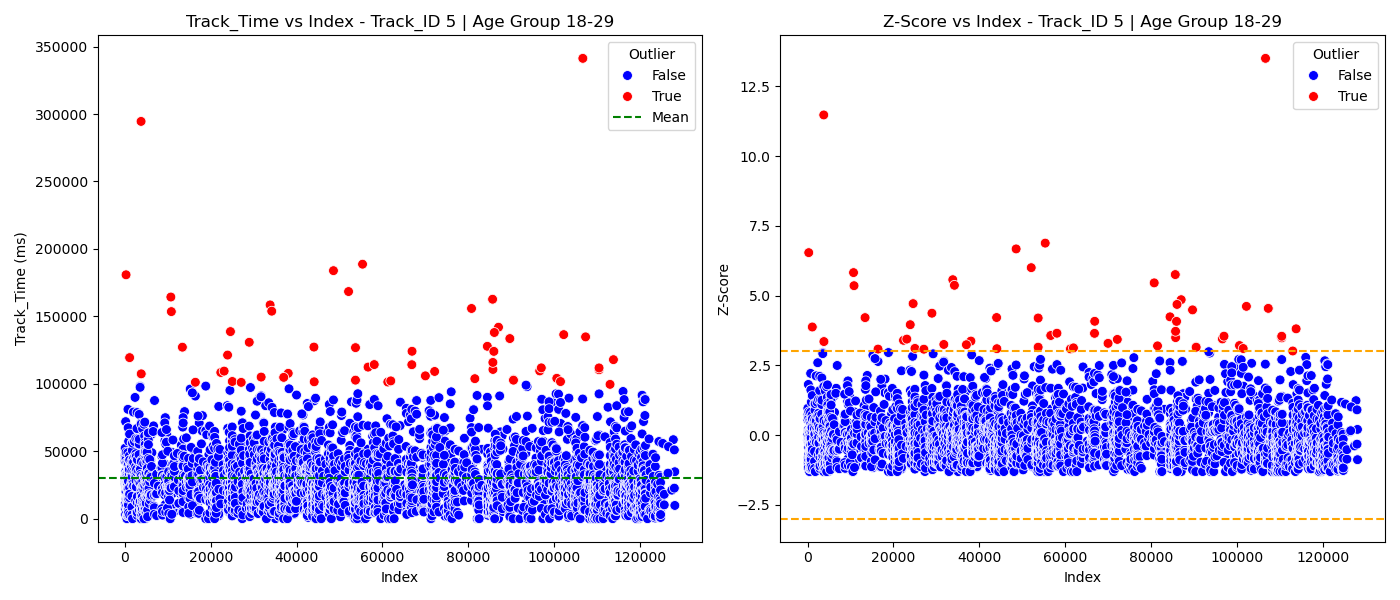 Track_Time vs Index - Track_ID 5 | Age Group 18-29
Track_Time (ms)
350000
300000
250000
200000
150000
100000
50000
0
0 20000 40000 60000 80000 100000 120000
Index
Outlier
False
True
Mean
Z-Score vs Index - Track_ID 5 | Age Group 18-29
Z-Score
12.5
10.0
7.5
5.0
2.5
0.0
−2.5
0 20000 40000 60000 80000 100000 120000
Index
Outlier
False
True